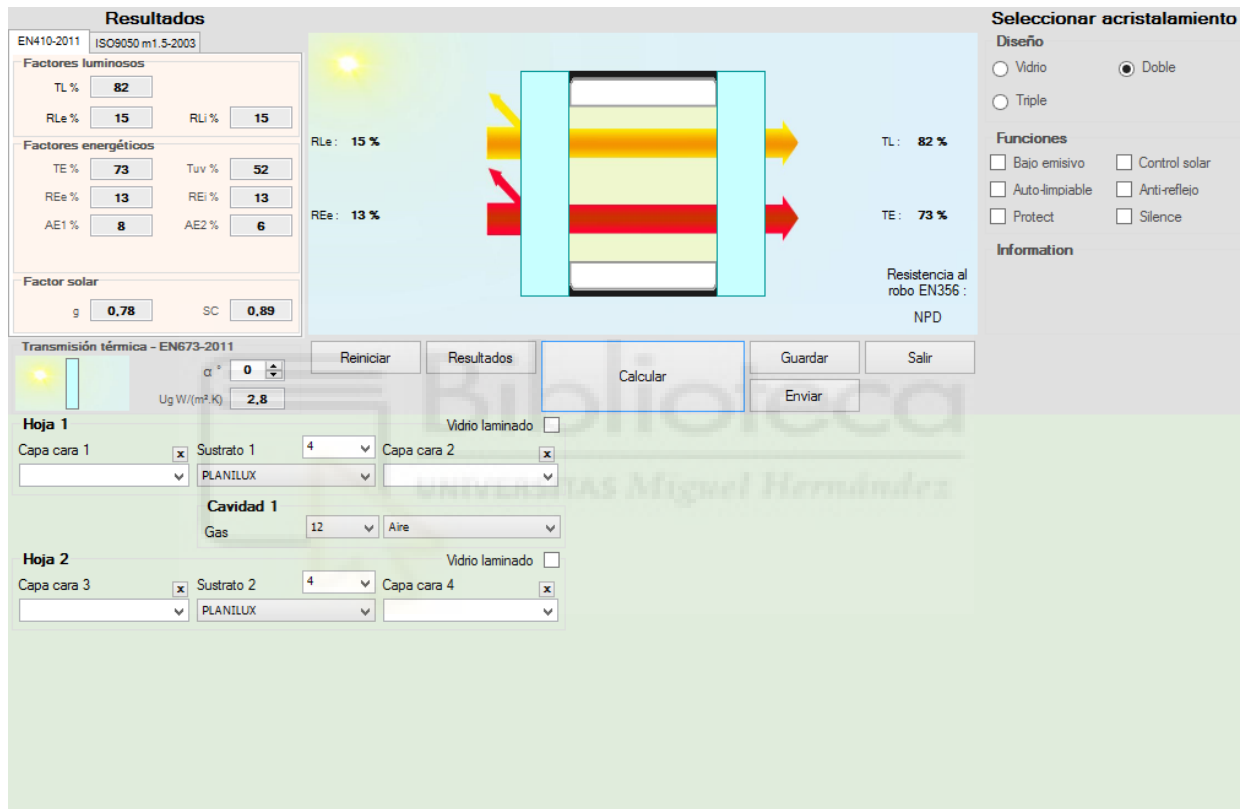 Resultados
EN410-2011 ISO9050 m1.5-2003
Factores luminosos
TL % 82
RLe % 15 RLi % 15
Factores energéticos
TE % 73 Tuv % 52
REe % 13 REi % 13
AE1 % 8 AE2 % 6
Factor solar
g 0,78 SC 0,89
Transmisión térmica - EN673-2011
α ° 0
Ug W/(m².K) 2,8
RLe : 15 %
TL : 82 %
REe : 13 %
TE : 73 %
Resistencia al
robo EN356 :
NPD
Reiniciar Resultados Calcular Guardar Salir
Enviar
Seleccionar acristalamiento
Diseño
Vidrio Doble
Triple
Funciones
Bajo emisivo Control solar
Auto-limpiable Anti-reflejo
Protect Silence
Information
Hoja 1 Vidrio laminado
Capa cara 1 x Sustrato 1 4 Capa cara 2 x
PLANILUX
Cavidad 1
Gas 12 Aire
Hoja 2 Vidrio laminado
Capa cara 3 x Sustrato 2 4 Capa cara 4 x
PLANILUX
Biblioteca
UNIVERSITAS Miguel Hernández